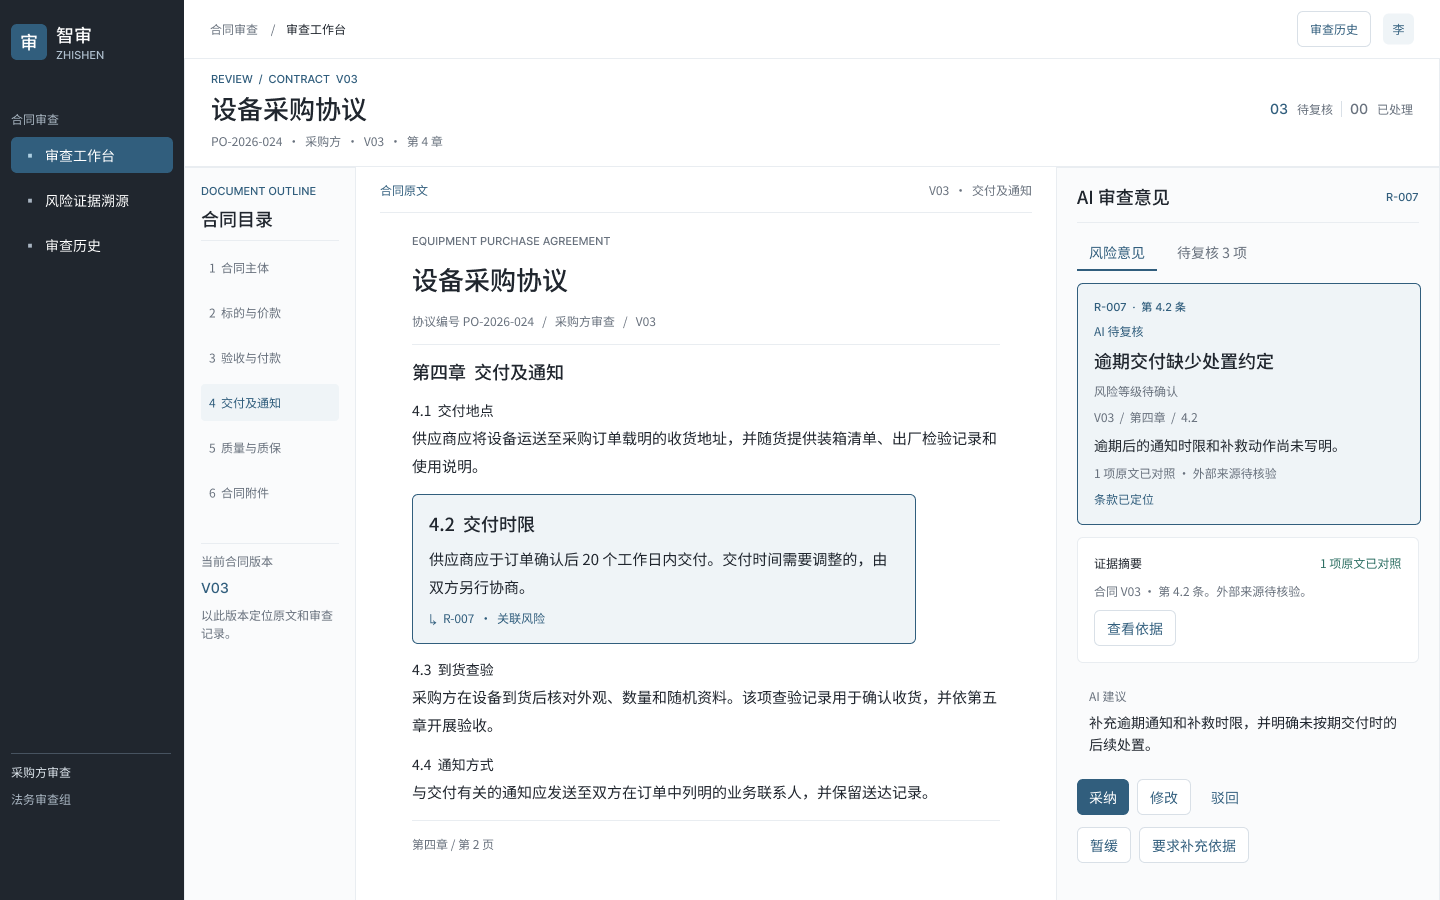 审
智审
ZHISHEN
合同审查
审查工作台
风险证据溯源
审查历史
采购方审查
法务审查组
合同审查 / 审查工作台
审查历史
李
REVIEW / CONTRACT V03
设备采购协议
PO-2026-024 • 采购方 • V03 • 第 4 章
03 待复核 00 已处理
DOCUMENT OUTLINE
合同目录
1 合同主体
2 标的与价款
3 验收与付款
4 交付及通知
5 质量与质保
6 合同附件
当前合同版本
V03
以此版本定位原文和审查
记录。
合同原文
V03 • 交付及通知
EQUIPMENT PURCHASE AGREEMENT
设备采购协议
协议编号 PO-2026-024 / 采购方审查 / V03
第四章 交付及通知
4.1 交付地点
供应商应将设备运送至采购订单载明的收货地址，并随货提供装箱清单、出厂检验记录和
使用说明。
4.2 交付时限
供应商应于订单确认后 20 个工作日内交付。交付时间需要调整的，由
双方另行协商。
↳ R-007 • 关联风险
4.3 到货查验
采购方在设备到货后核对外观、数量和随机资料。该项查验记录用于确认收货，并依第五
章开展验收。
4.4 通知方式
与交付有关的通知应发送至双方在订单中列明的业务联系人，并保留送达记录。
第四章 / 第 2 页
AI 审查意见
R-007
风险意见
待复核 3 项
R-007 · 第 4.2 条
AI 待复核
逾期交付缺少处置约定
风险等级待确认
V03 / 第四章 / 4.2
逾期后的通知时限和补救动作尚未写明。
1 项原文已对照 • 外部来源待核验
条款已定位
证据摘要
1 项原文已对照
合同 V03 • 第 4.2 条。外部来源待核验。
查看依据
AI 建议
补充逾期通知和补救时限，并明确未按期交付时的
后续处置。
采纳
修改
驳回
暂缓
要求补充依据